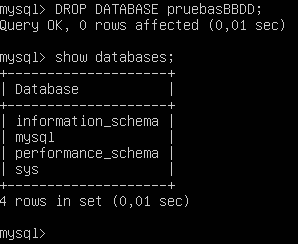 mysql> DROP DATABASE pruebasBBDD;
Query OK, 0 rows affected (0,01 sec)
mysql> show databases;
+--------------------+
| Database           |
+--------------------+
| information_schema |
| mysql              |
| performance_schema |
| sys                |
+--------------------+
4 rows in set (0,01 sec)
mysql>